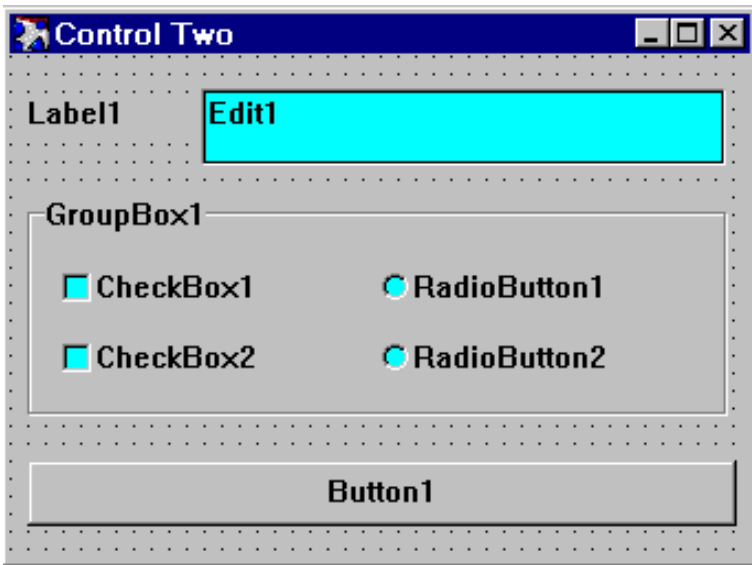 Control Two
Label1 Edit1
GroupBox1
CheckBox1 RadioButton1
CheckBox2 RadioButton2
Button1